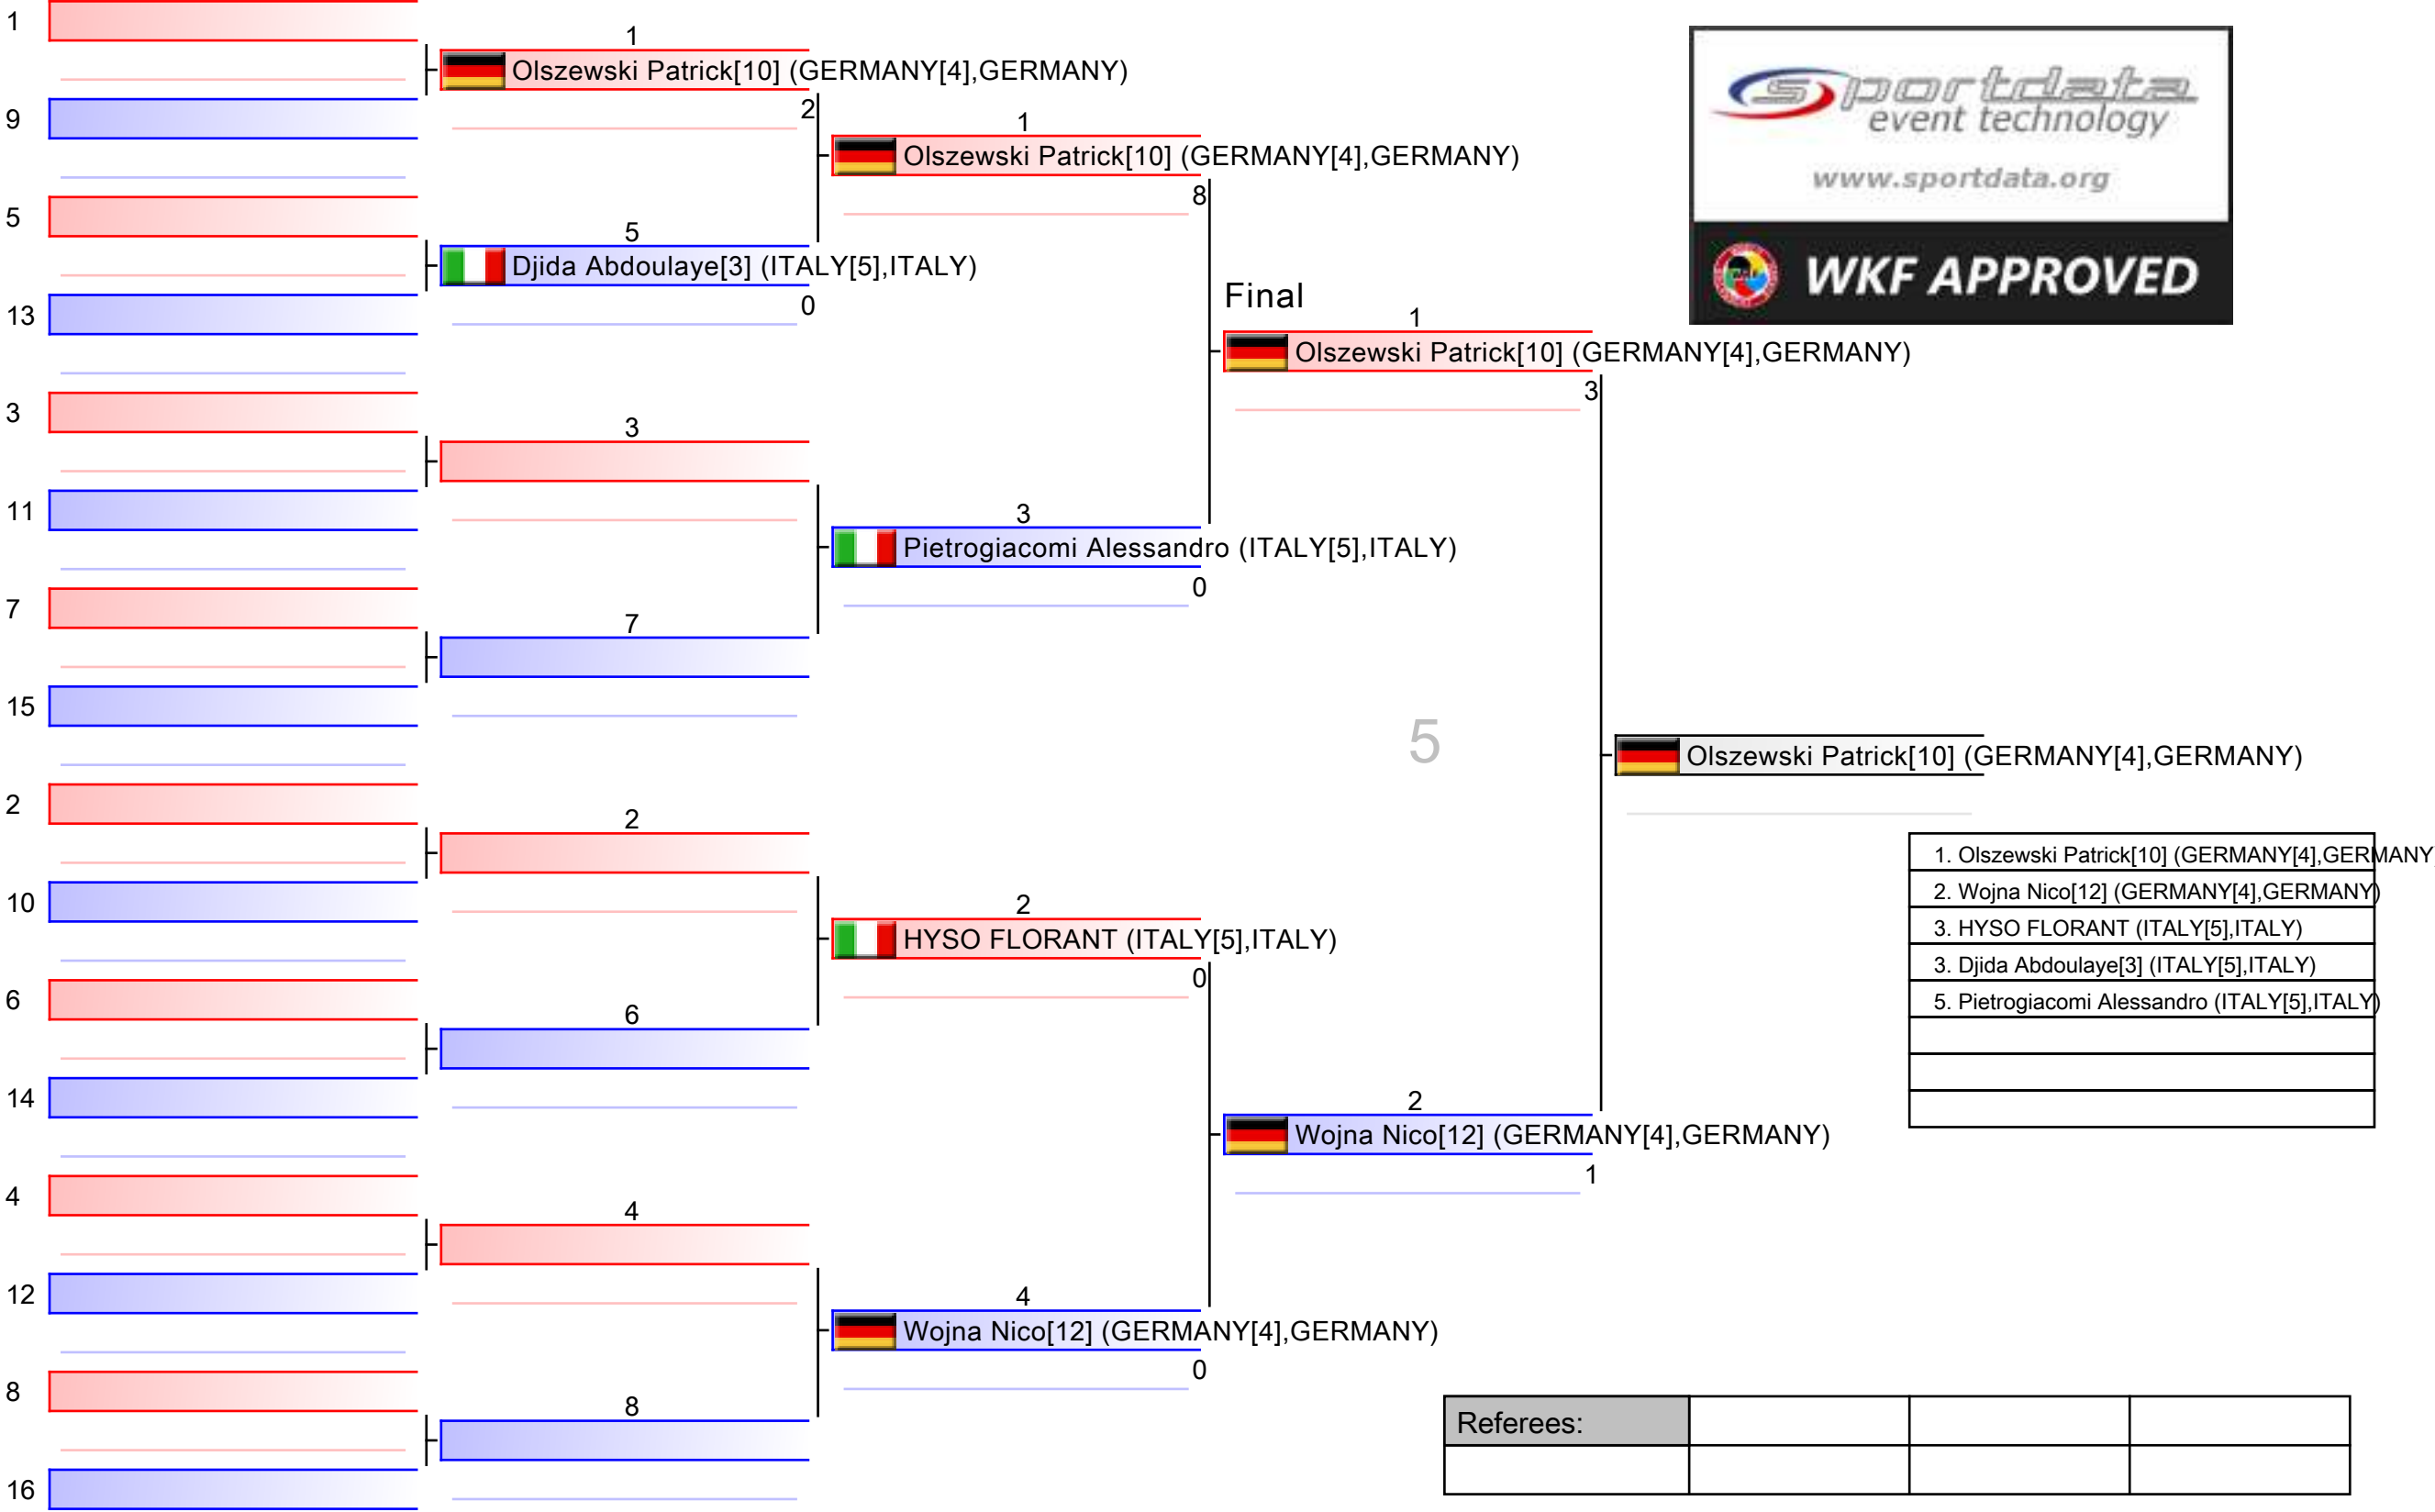 1
9
5
13
3
11
7
15
2
10
6
14
4
12
8
16
1
Olszewski Patrick[10] (GERMANY[4],GERMANY)
2
5
Djida Abdoulaye[3] (ITALY[5],ITALY)
0
3
7
2
6
4
8
1
Olszewski Patrick[10] (GERMANY[4],GERMANY)
8
3
Pietrogiacomi Alessandro (ITALY[5],ITALY)
0
2
HYSO FLORANT (ITALY[5],ITALY)
0
4
Wojna Nico[12] (GERMANY[4],GERMANY)
0
Final
1
Olszewski Patrick[10] (GERMANY[4],GERMANY)
3
5
2
Wojna Nico[12] (GERMANY[4],GERMANY)
1
Olszewski Patrick[10] (GERMANY[4],GERMANY)
sportdata
event technology
www.sportdata.org
WKF APPROVED
1. Olszewski Patrick[10] (GERMANY[4],GERMANY
2. Wojna Nico[12] (GERMANY[4],GERMANY)
3. HYSO FLORANT (ITALY[5],ITALY)
3. Djida Abdoulaye[3] (ITALY[5],ITALY)
5. Pietrogiacomi Alessandro (ITALY[5],ITALY)
Referees: